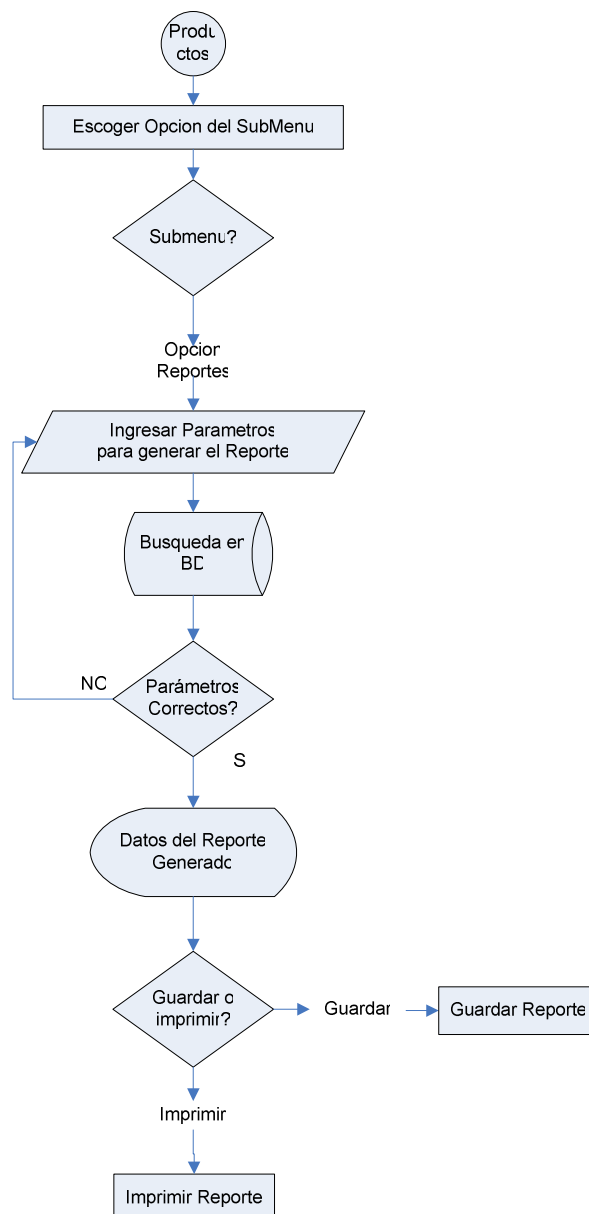 Produ
ctos
Escoger Opcion del SubMenu
Submenu?
Opcion
Reportes
Ingresar Parametros
para generar el Reporte
Busqueda en
BD
Parámetros
Correctos?
NO
S
Datos del Reporte
Generado
Guardar o
imprimir?
Guardar
Guardar Reporte
Imprimir
Imprimir Reporte